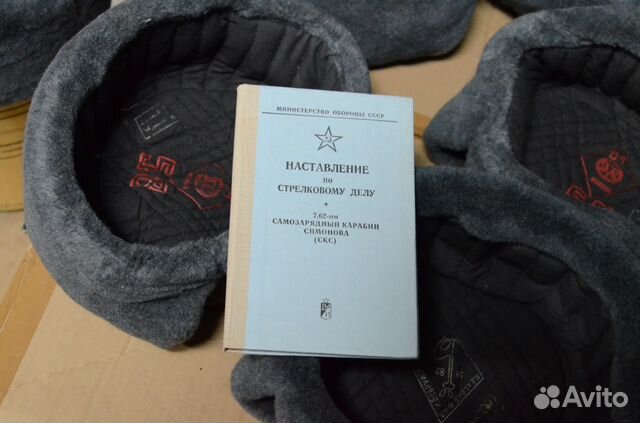 МИНИСТЕРСТВО ОБОРОНЫ СССР
НАСТАВЛЕНИЕ
ПО
СТРЕЛКОВОМУ ДЕЛУ
7,62-мм
САМОЗАРЯДНЫЙ КАРАБИН
СИМОНОВА
(СКС)
Avito